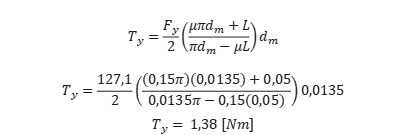 T_y = F_y/2 ((μπd_m + L)/(πd_m − μL)) d_m
T_y = 127,1/2 (((0,15π)(0,0135) + 0,05)/(0,0135π − 0,15(0,05))) 0,0135
T_y = 1,38 [Nm]